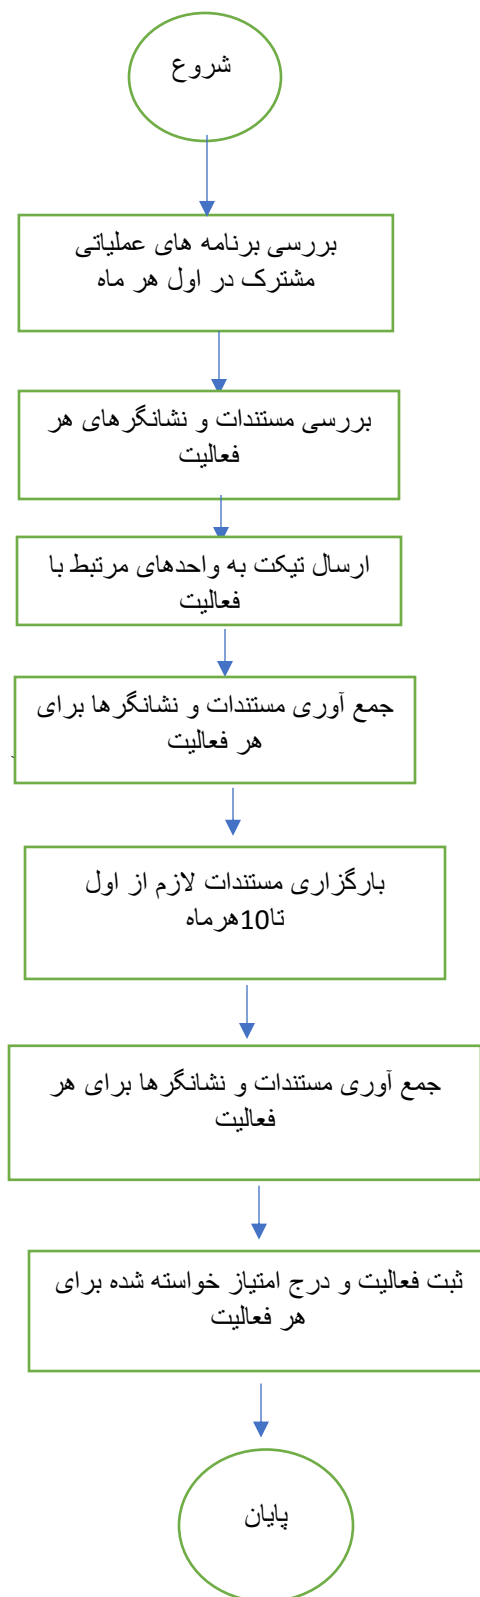 شروع
بررسی برنامه های عملیاتی
مشترک در اول هر ماه
بررسی مستندات و نشانگرهای هر
فعالیت
ارسال تیکت به واحدهای مرتبط با
فعالیت
جمع آوری مستندات و نشانگرها برای
هر فعالیت
بارگزاری مستندات لازم از اول
تا10هرماه
جمع آوری مستندات و نشانگرها برای هر
فعالیت
ثبت فعالیت و درج امتیاز خواسته شده برای
هر فعالیت
پایان